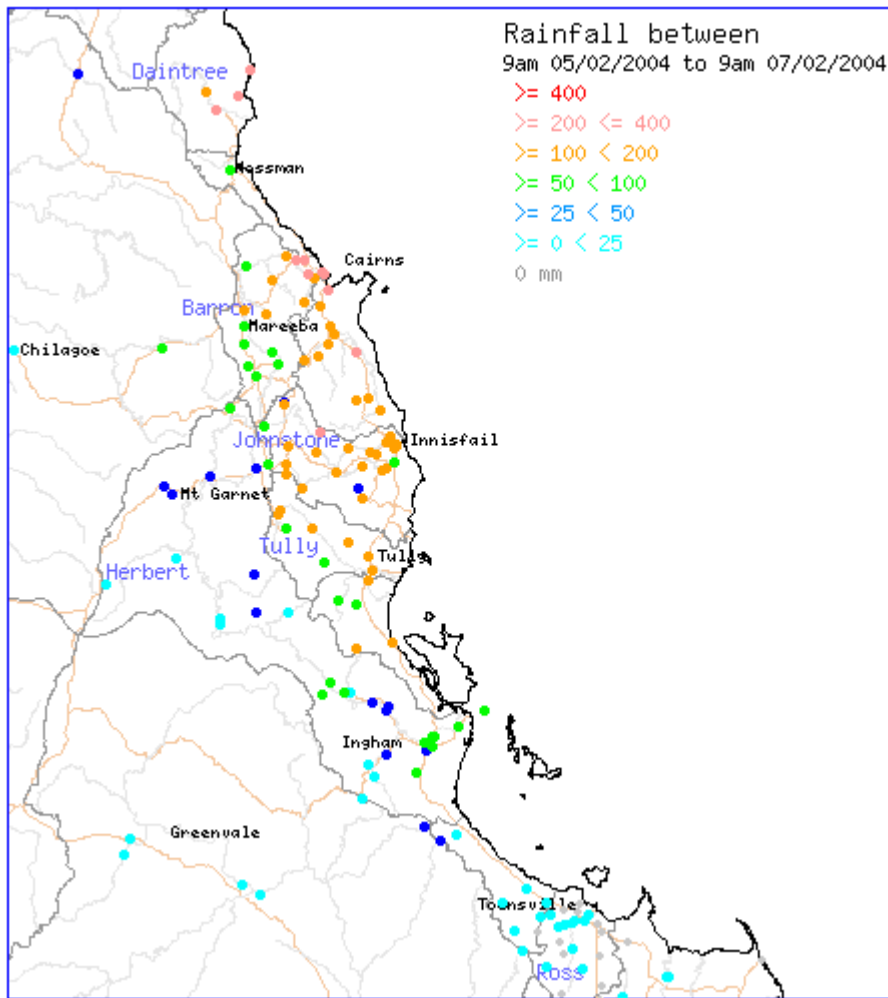 Rainfall between
9am 05/02/2004 to 9am 07/02/2004
>= 400
>= 200 <= 400
>= 100 < 200
>= 50 < 100
>= 25 < 50
>= 0 < 25
0 mm
Daintree
Mossman
Cairns
Barron
Mareeba
Chilagoe
Johnstone
Innisfail
Mt Garnet
Tully
Tully
Herbert
Ingham
Greenvale
Townsville
Ross